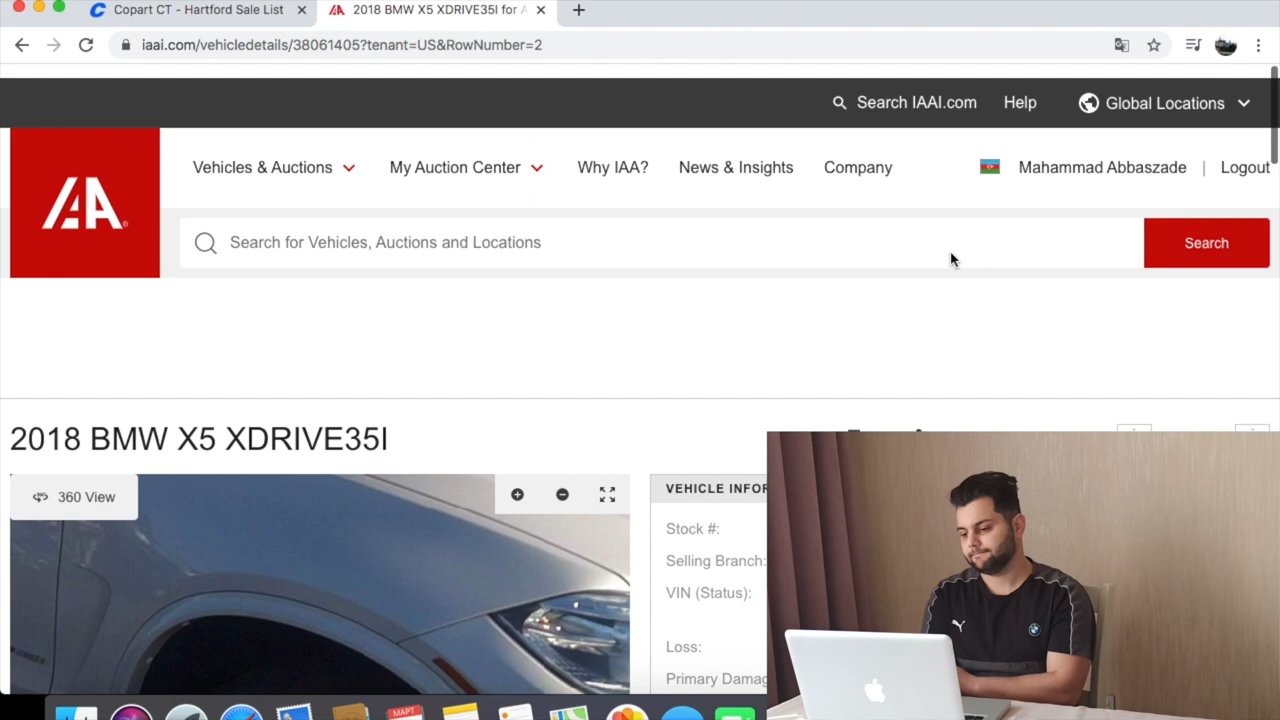 Copart CT - Hartford Sale List
2018 BMW X5 XDRIVE35I for A
iaai.com/vehicledetails/38061405?tenant=US&RowNumber=2
Search IAAI.com Help Global Locations
IAA
Vehicles & Auctions My Auction Center Why IAA? News & Insights Company Mahammad Abbaszade | Logout
Search for Vehicles, Auctions and Locations Search
2018 BMW X5 XDRIVE35I
360 View
VEHICLE INFOR
Stock #:
Selling Branch:
VIN (Status):
Loss:
Primary Damag
МАРТ